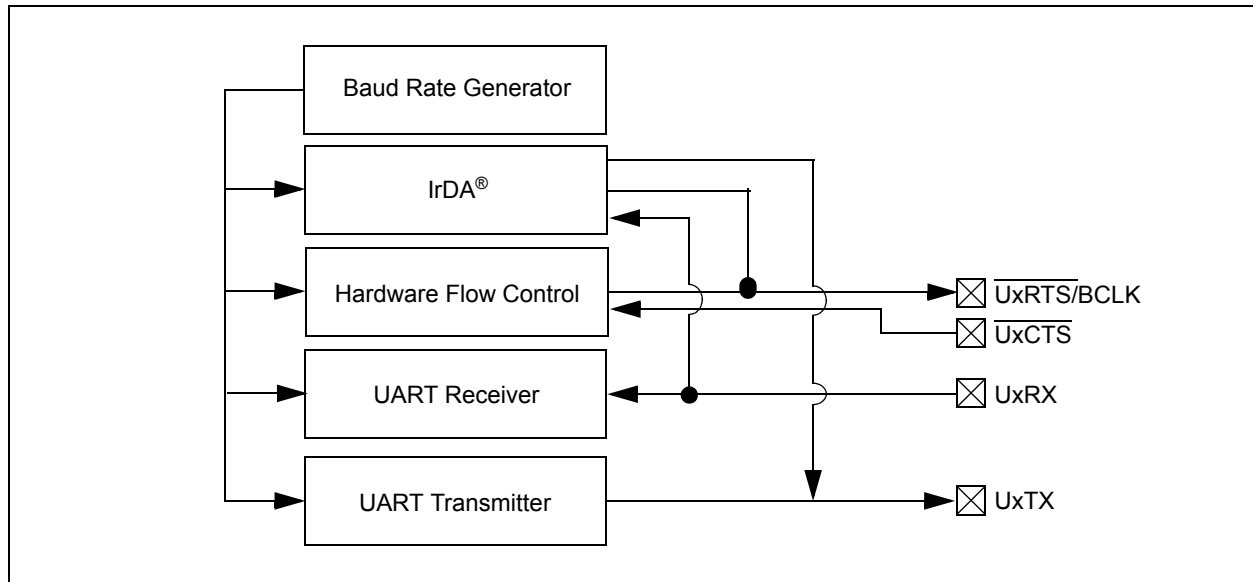 Baud Rate Generator
IrDA®
Hardware Flow Control
UxRTS/BCLK
UxCTS
UART Receiver
UxRX
UART Transmitter
UxTX